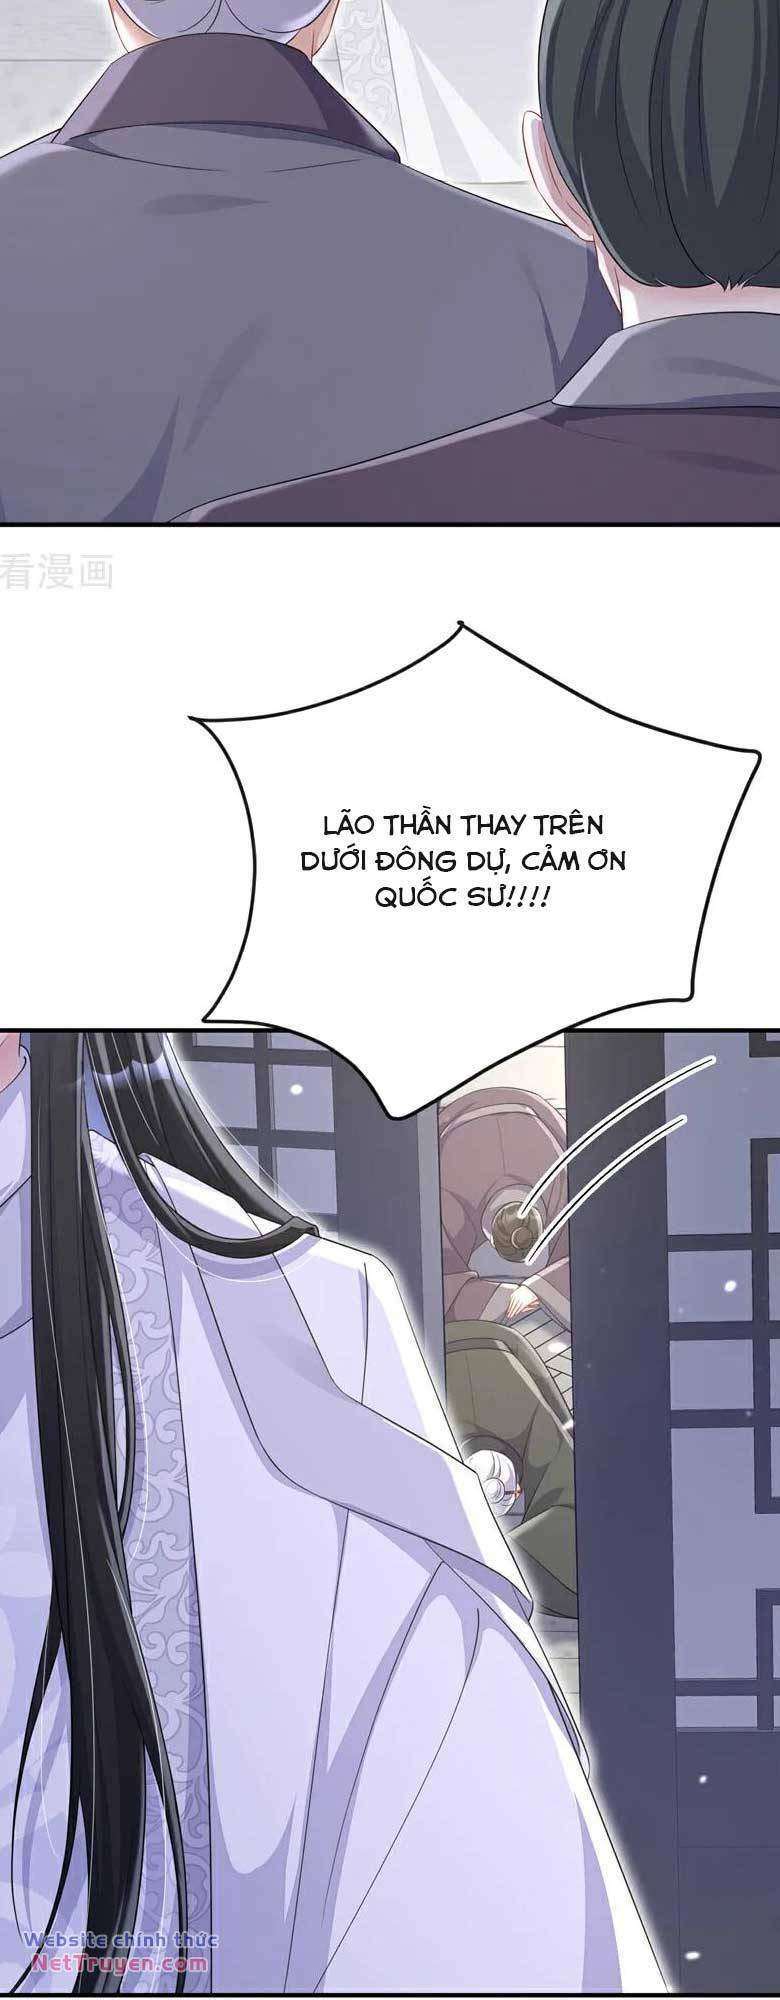 看漫画
LÃO THẦN THAY TRÊN
DƯỚI ĐÔNG DỰ, CẢM ƠN
QUỐC SƯ!!!!
Website chính thức
NetTruyen.com